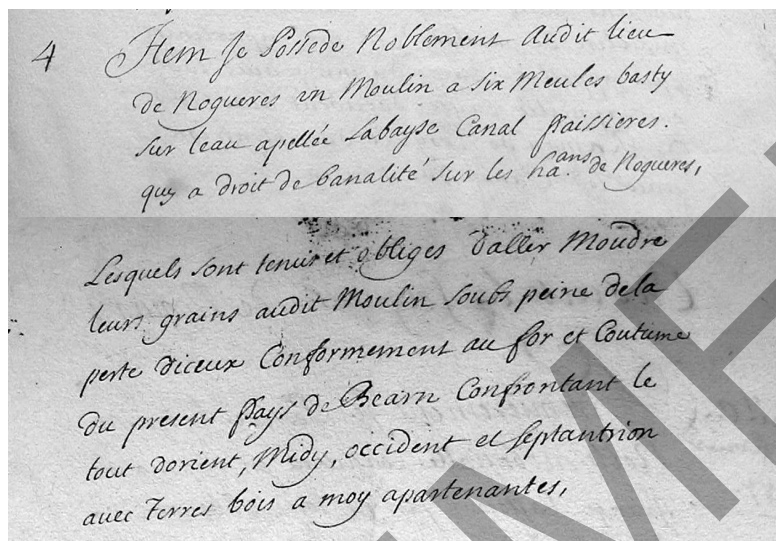 4 Item Je Possede Noblement audit lieu
de Nogueres un Moulin a six Meules basty
sur leau apellée Labayse Canal paissieres.
quy a droit de banalité sur les ha.ans de Nogueres,
Lesquels sont tenus et obliges daller Moudre
leurs grains audit Moulin soubs peine dela
perte diceux Conformement au for et Coutume
du present pays de Bearn Confrontant le
tout dorient, Midy, occident et septantrion
avec terres bois a moy apartenantes,